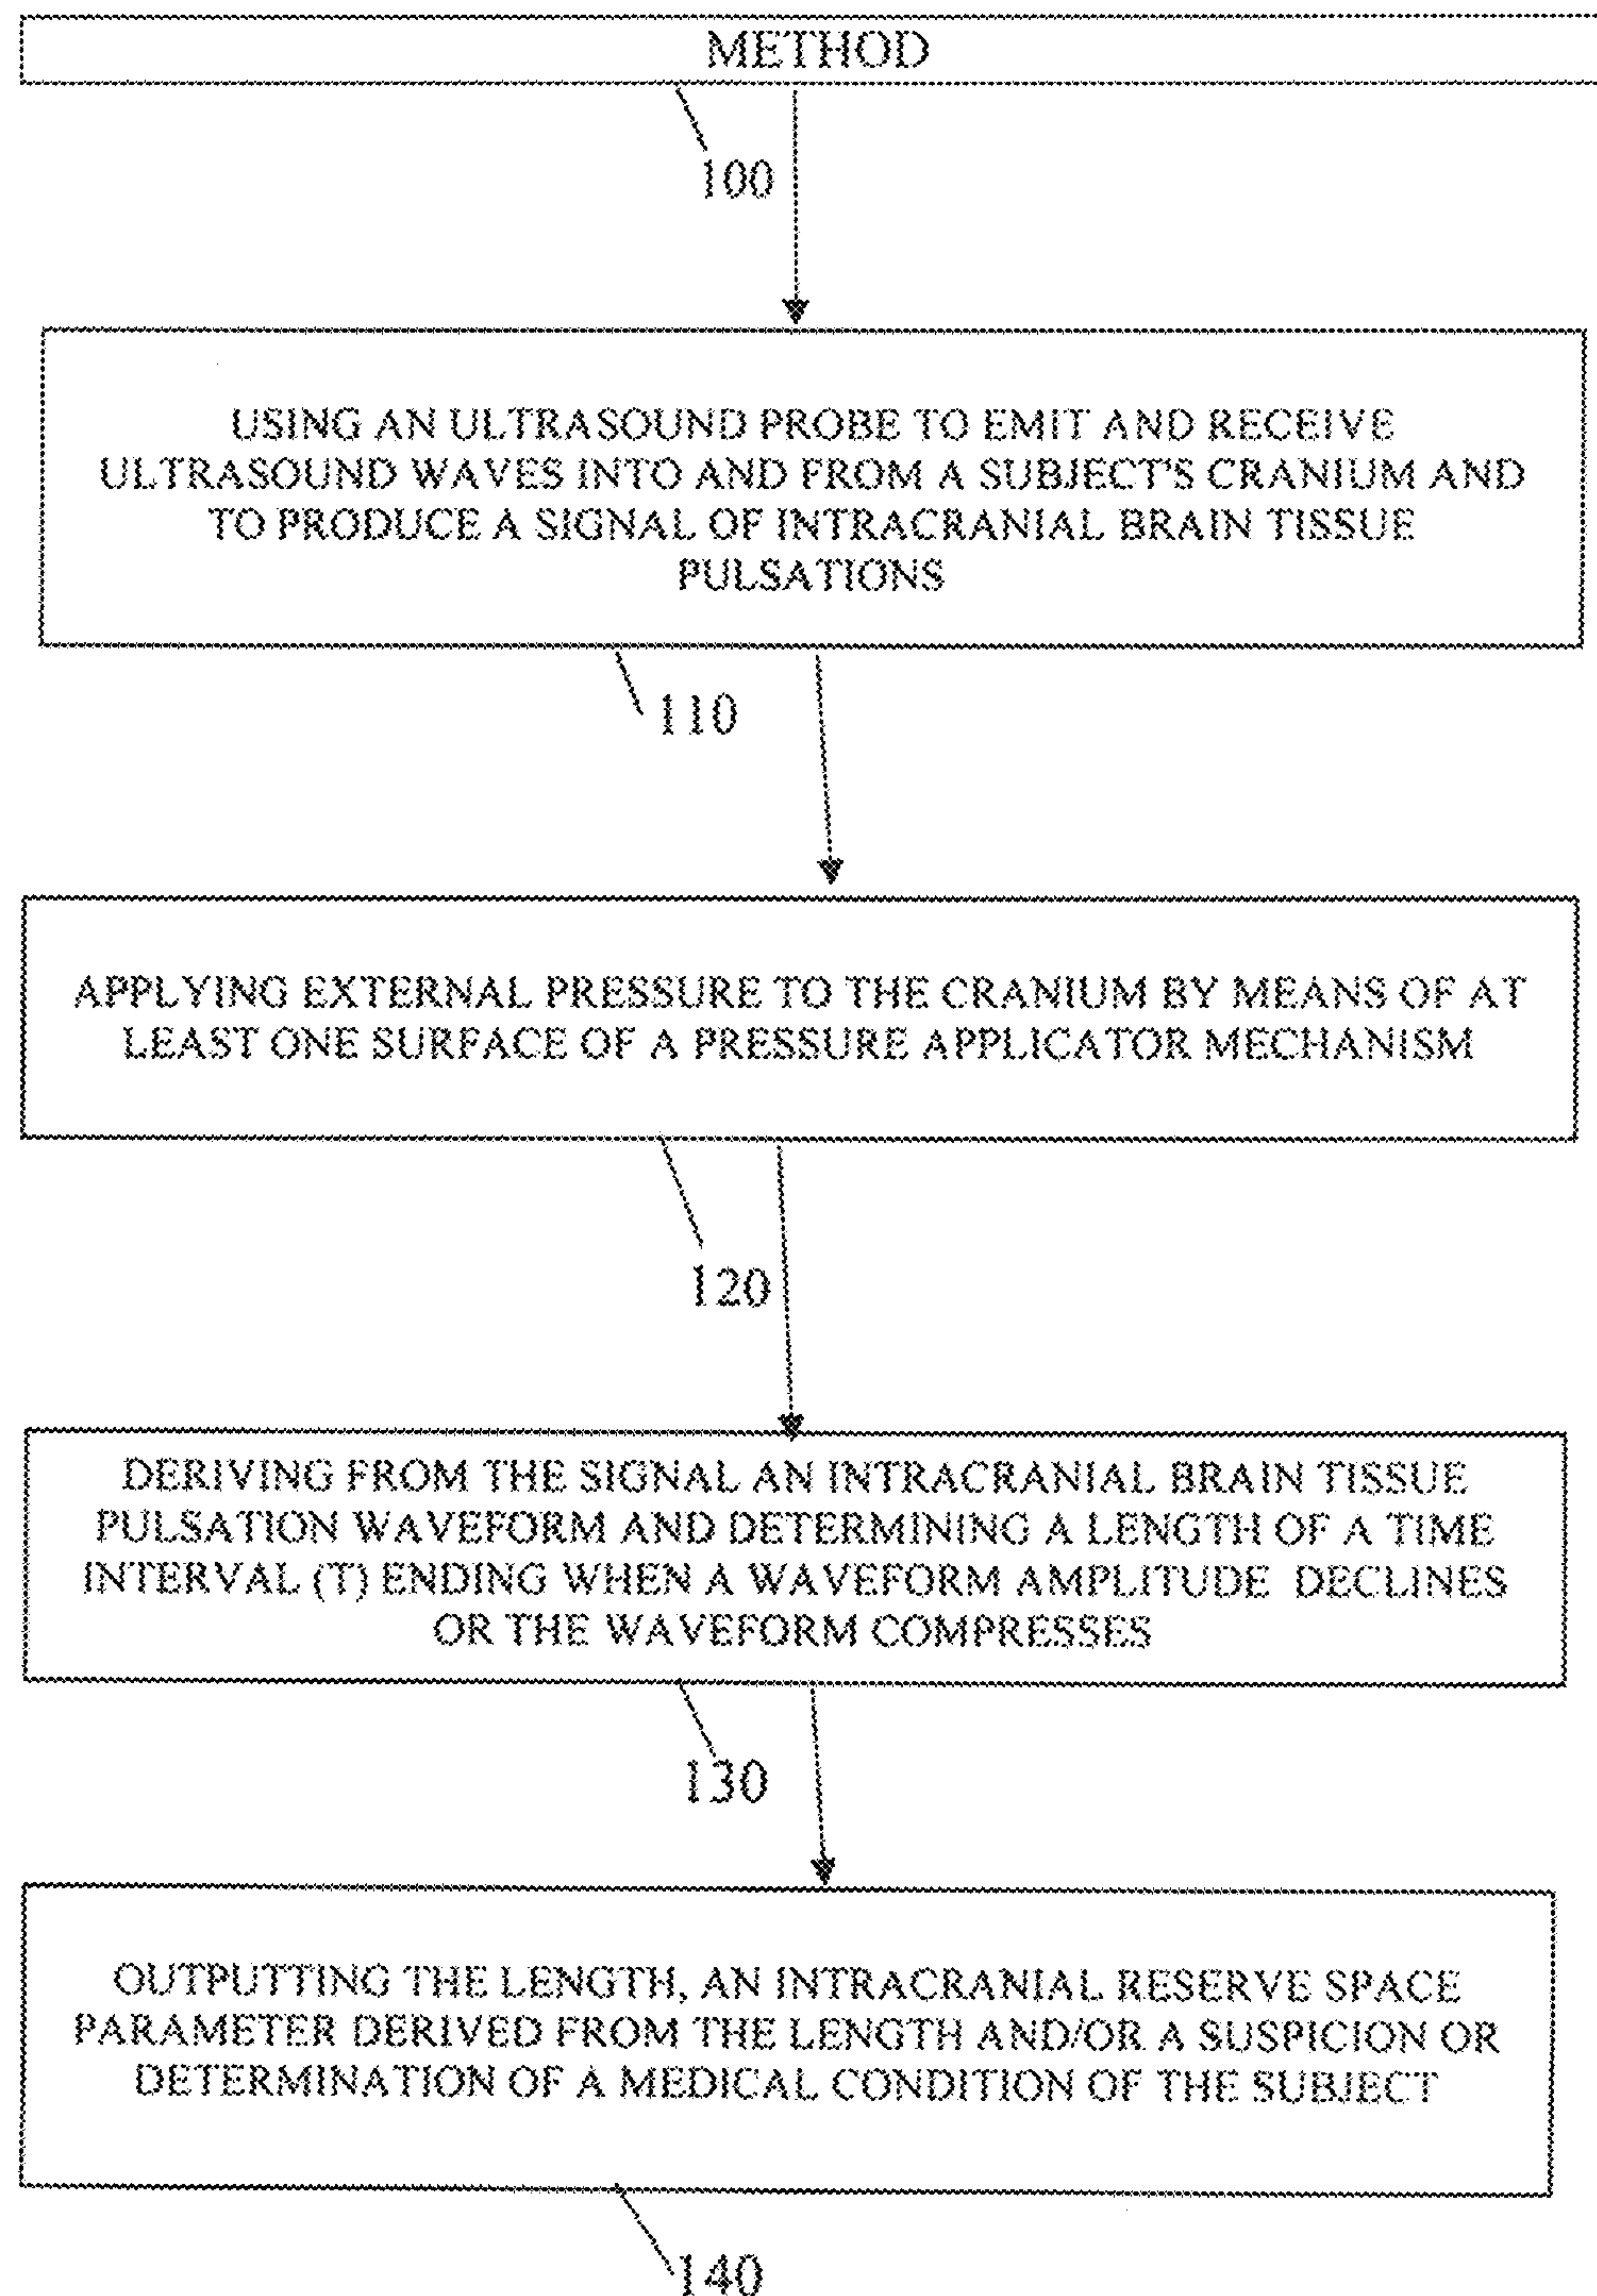 METHOD
100
USING AN ULTRASOUND PROBE TO EMIT AND RECEIVE
ULTRASOUND WAVES INTO AND FROM A SUBJECT'S CRANIUM AND
TO PRODUCE A SIGNAL OF INTRACRANIAL BRAIN TISSUE
PULSATIONS
110
APPLYING EXTERNAL PRESSURE TO THE CRANIUM BY MEANS OF AT
LEAST ONE SURFACE OF A PRESSURE APPLICATOR MECHANISM
120
DERIVING FROM THE SIGNAL AN INTRACRANIAL BRAIN TISSUE
PULSATION WAVEFORM AND DETERMINING A LENGTH OF A TIME
INTERVAL (T) ENDING WHEN A WAVEFORM AMPLITUDE DECLINES
OR THE WAVEFORM COMPRESSES
130
OUTPUTTING THE LENGTH, AN INTRACRANIAL RESERVE SPACE
PARAMETER DERIVED FROM THE LENGTH AND/OR A SUSPICION OR
DETERMINATION OF A MEDICAL CONDITION OF THE SUBJECT
140